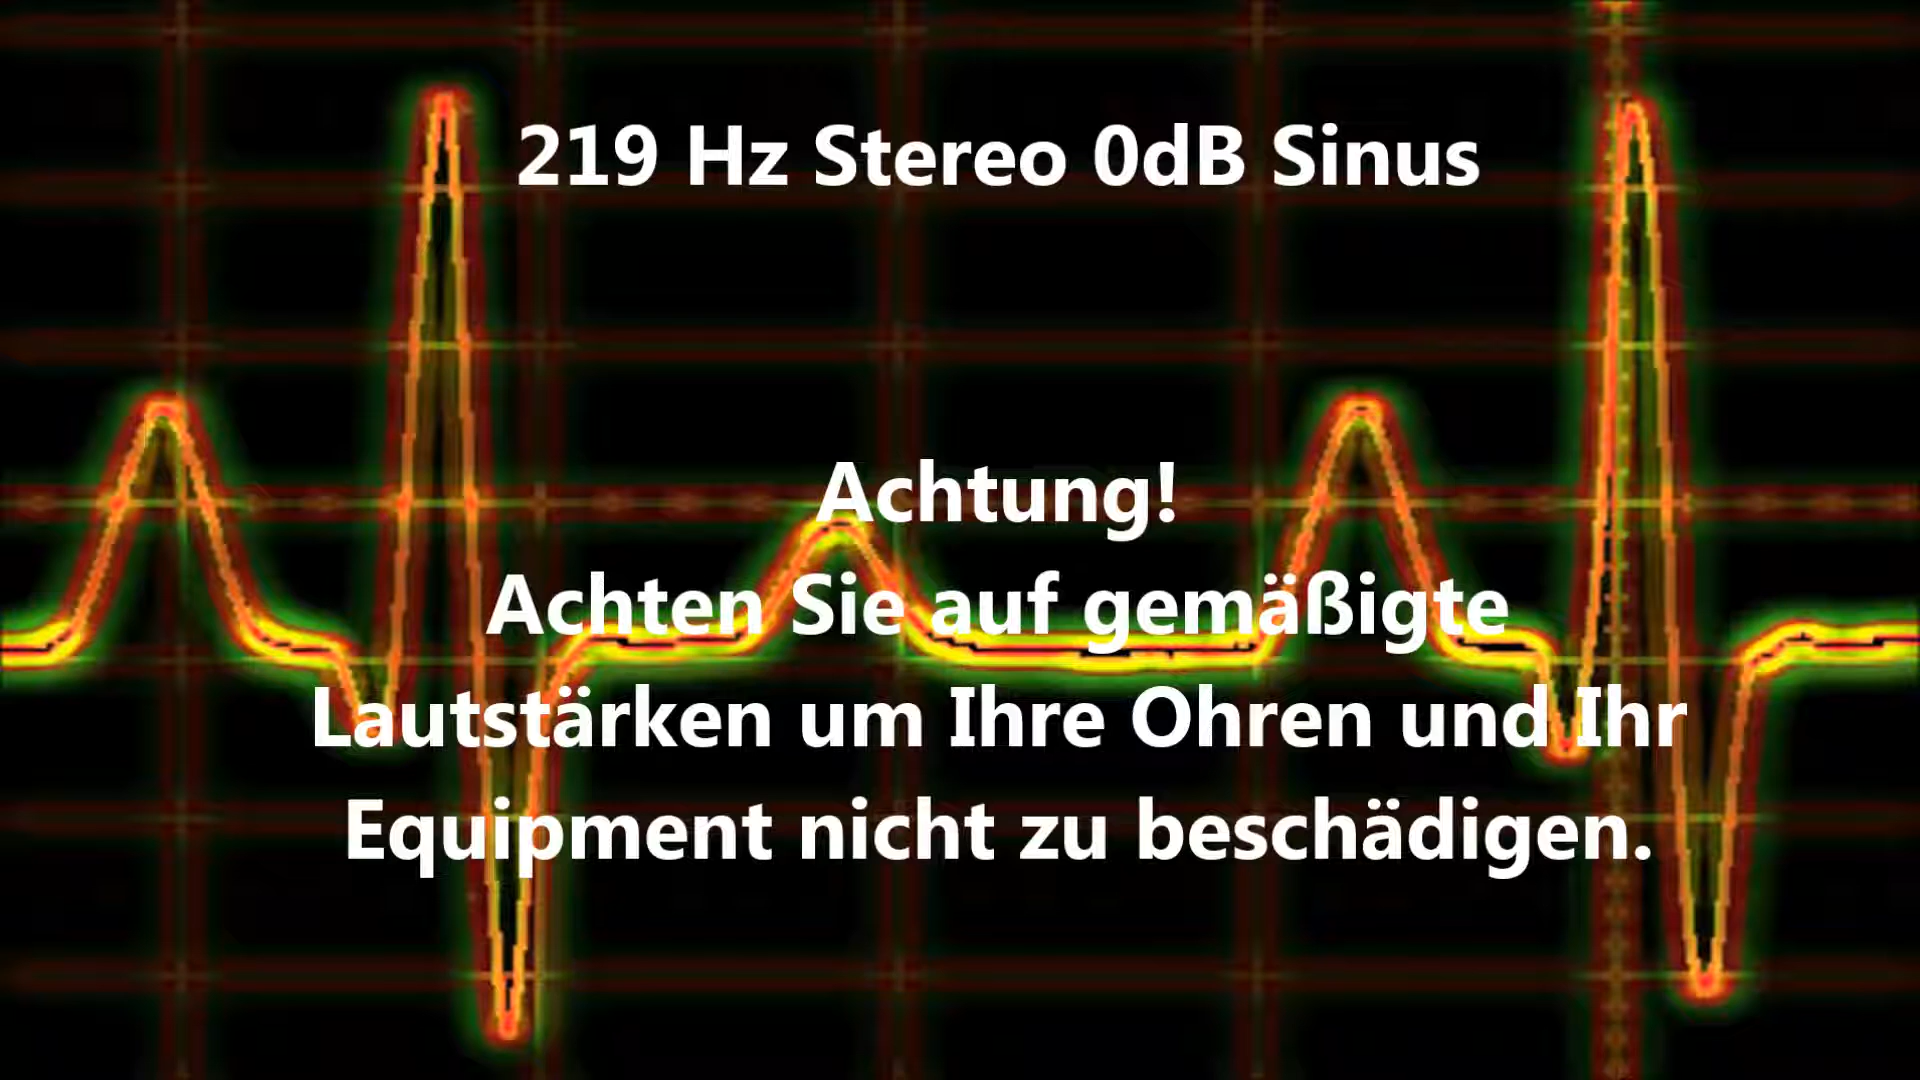 219 Hz Stereo 0dB Sinus
Achtung!
Achten Sie auf gemäßigte
Lautstärken um Ihre Ohren und Ihr
Equipment nicht zu beschädigen.